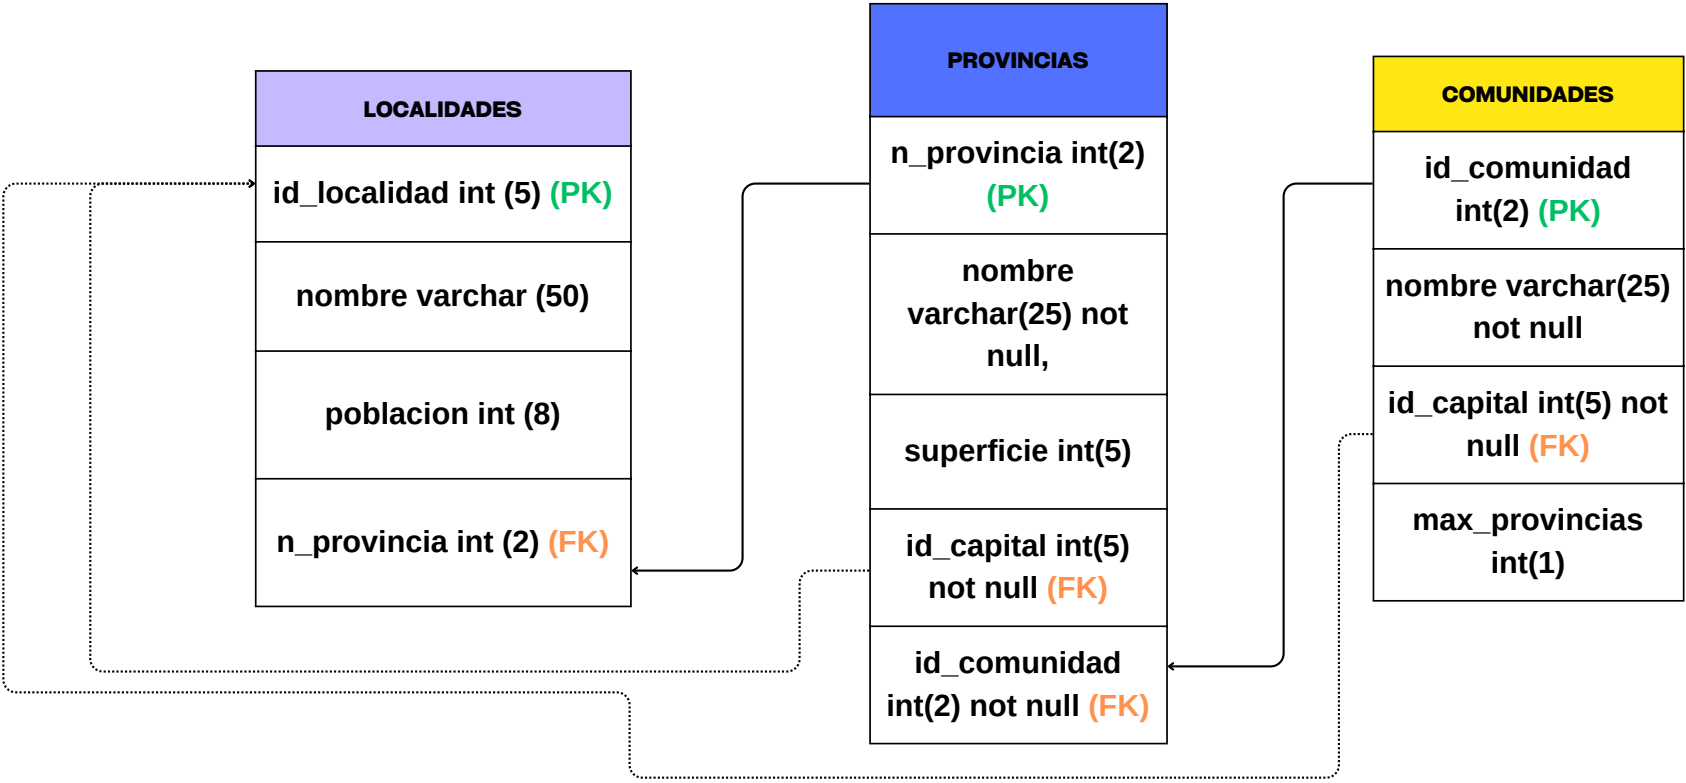 LOCALIDADES
id_localidad int (5) (PK)
nombre varchar (50)
poblacion int (8)
n_provincia int (2) (FK)
PROVINCIAS
n_provincia int(2)
(PK)
nombre
varchar(25) not
null,
superficie int(5)
id_capital int(5)
not null (FK)
id_comunidad
int(2) not null (FK)
COMUNIDADES
id_comunidad
int(2) (PK)
nombre varchar(25)
not null
id_capital int(5) not
null (FK)
max_provincias
int(1)